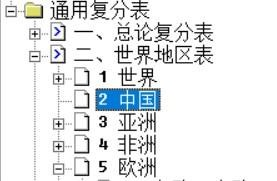 通用复分表
一、总论复分表
二、世界地区表
1 世界
2 中国
3 亚洲
4 非洲
5 欧洲